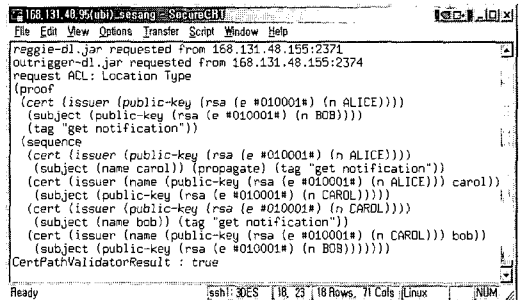 168.131.48.95(ubi)_sesang - SecureCRT
File Edit View Options Transfer Script Window Help
reggie-dl.jar requested from 168.131.48.155:2371
outrigger-dl.jar requested from 168.131.48.155:2374
request ACL: Location Type
(proof
(cert (issuer (public-key (rsa (e #010001#) (n ALICE))))
(subject (public-key (rsa (e #010001#) (n BOB))))
(tag "get notification"))
(sequence
(cert (issuer (public-key (rsa (e #010001#) (n ALICE))))
(subject (name carol)) (propagate) (tag "get notification"))
(cert (issuer (name (public-key (rsa (e #010001#) (n ALICE))) carol))
(subject (public-key (rsa (e #010001#) (n CAROL)))))
(cert (issuer (public-key (rsa (e #010001#) (n CAROL))))
(subject (name bob)) (tag "get notification"))
(cert (issuer (name (public-key (rsa (e #010001#) (n CAROL))) bob))
(subject (public-key (rsa (e #010001#) (n BOB)))))))
CertPathValidatorResult : true
Ready ssh1: 3DES 18, 23 18 Rows, 71 Cols Linux NUM